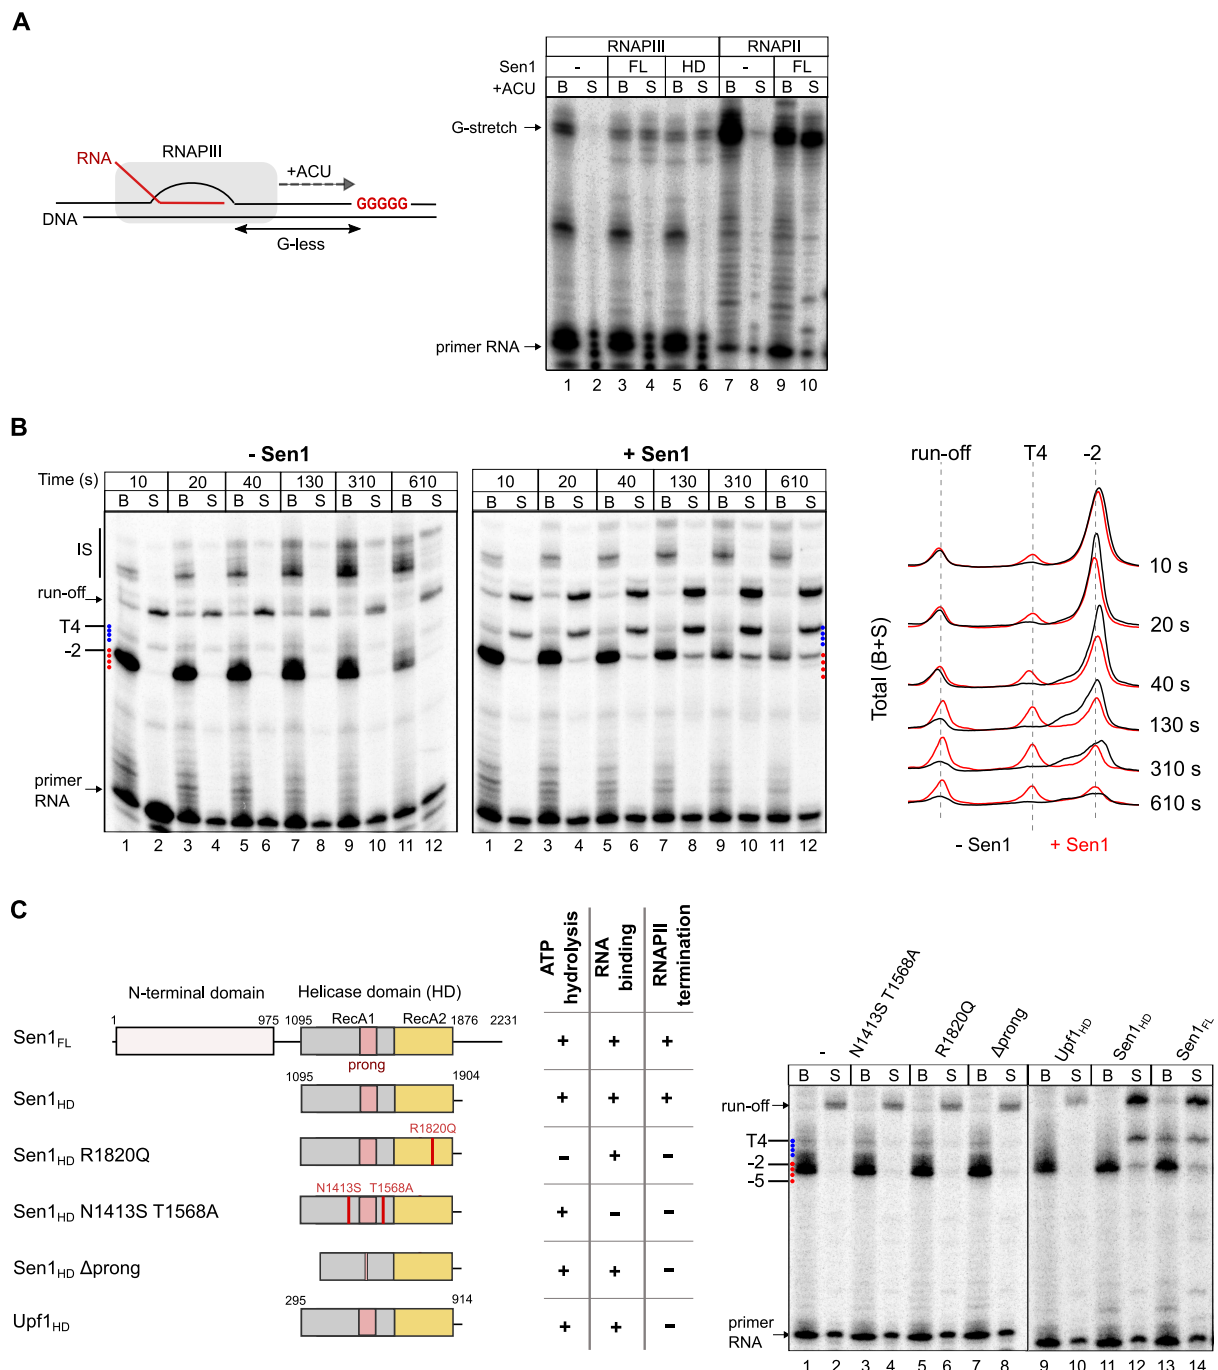 A
RNAPIII RNAPII
Sen1 - FL HD - FL
+ACU B S B S B S B S B S
G-stretch
primer RNA
1 2 3 4 5 6 7 8 9 10
RNA
RNAPIII
+ACU
GGGGG
DNA
G-less
B
- Sen1
Time (s) 10 20 40 130 310 610
B S B S B S B S B S B S
IS
run-off
T4
-2
primer
RNA
1 2 3 4 5 6 7 8 9 10 11 12
+ Sen1
10 20 40 130 310 610
B S B S B S B S B S B S
1 2 3 4 5 6 7 8 9 10 11 12
run-off T4 -2
Total (B+S)
10 s
20 s
40 s
130 s
310 s
610 s
- Sen1 + Sen1
C
ATP hydrolysis
RNA binding
RNAPII termination
N-terminal domain Helicase domain (HD)
1 975 1095 RecA1 RecA2 1876 2231
Sen1FL + + +
prong
1095 1904
Sen1HD + + +
R1820Q
Sen1HD R1820Q - + -
N1413S T1568A
Sen1HD N1413S T1568A + - -
Sen1HD Δprong + + -
295 914
Upf1HD + + -
- N1413S T1568A R1820Q Δprong Upf1HD Sen1HD Sen1FL
B S B S B S B S B S B S B S
run-off
T4
-2
-5
primer
RNA
1 2 3 4 5 6 7 8 9 10 11 12 13 14